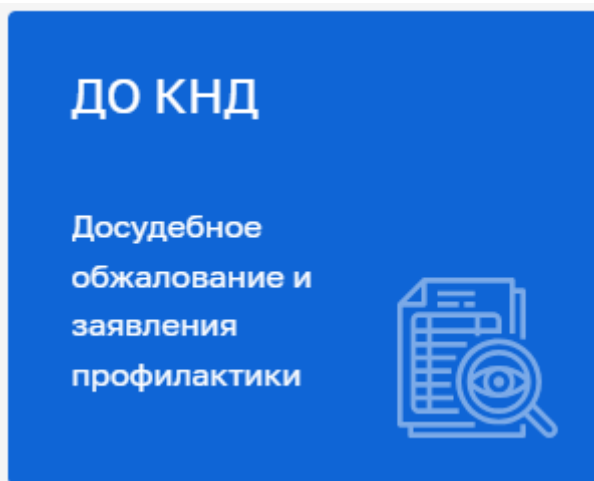 ДО КНД
Досудебное
обжалование и
заявления
профилактики